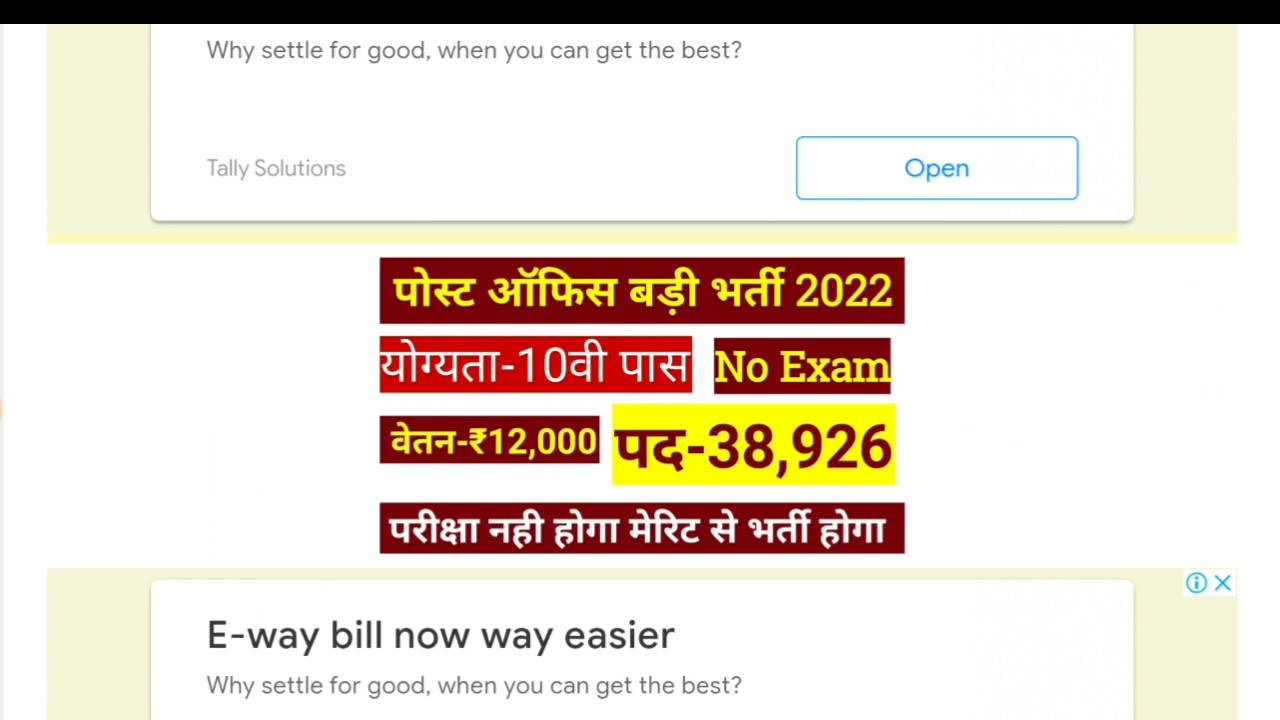 Why settle for good, when you can get the best?
Tally Solutions Open
पोस्ट ऑफिस बड़ी भर्ती 2022
योग्यता-10वी पास No Exam
वेतन-₹12,000 पद-38,926
परीक्षा नही होगा मेरिट से भर्ती होगा
E-way bill now way easier
Why settle for good, when you can get the best?